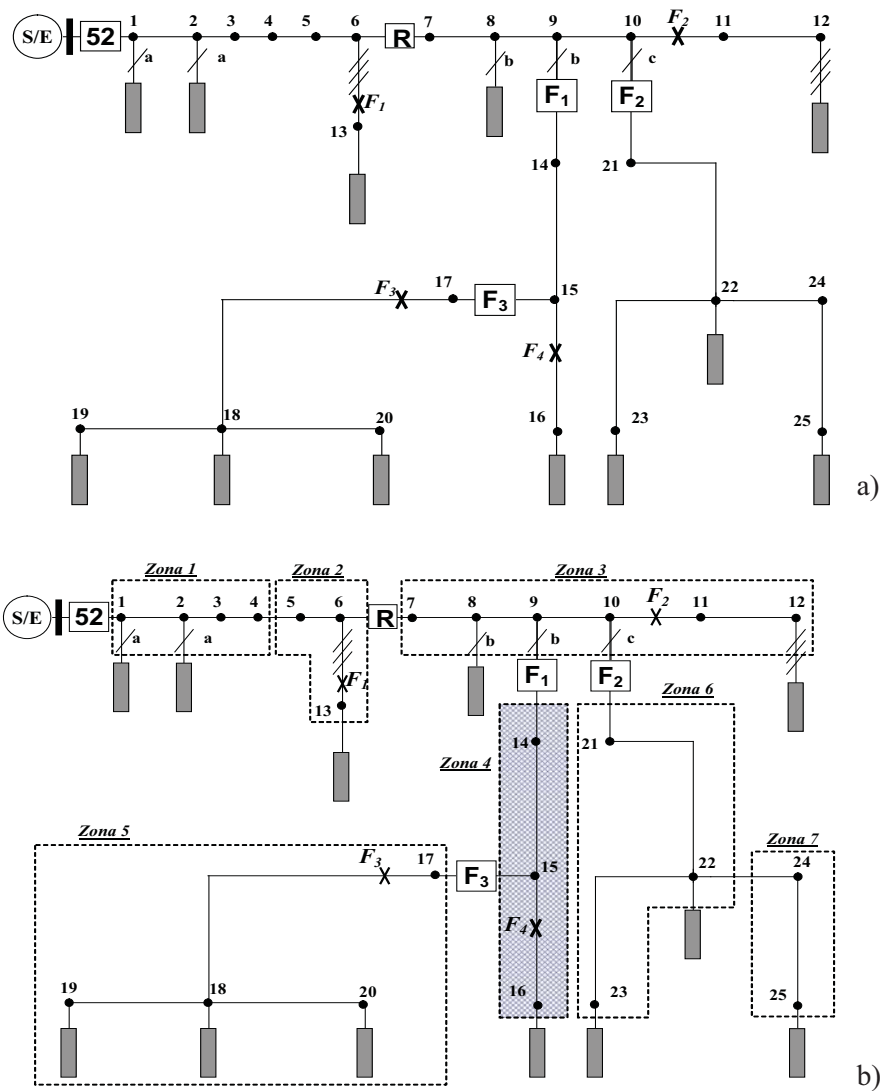 S/E 52 1 2 3 4 5 6 R 7 8 9 10 F₂ 11 12
a a b b c
F₁ F₁ F₂
13
14 21
F₃ 17 F₃ 15 22 24
F₄
19 18 20 16 23 25
a)
Zona 1 Zona 2 Zona 3
S/E 52 1 2 3 4 5 6 R 7 8 9 10 F₂ 11 12
a a b b c
F₁ F₁ F₂
13 Zona 6
Zona 4 14 21
Zona 5 Zona 7
F₃ 17 F₃ 15 22 24
F₄
19 18 20 16 23 25
b)